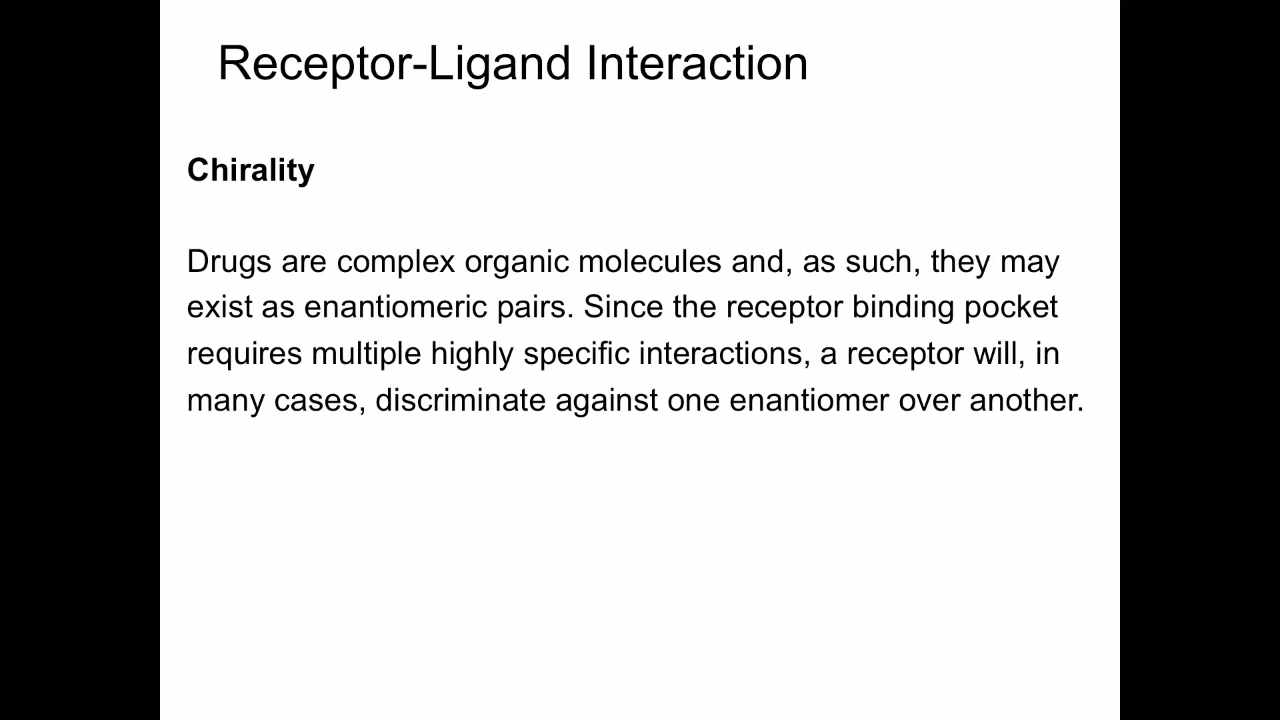 Receptor-Ligand Interaction
Chirality
Drugs are complex organic molecules and, as such, they may
exist as enantiomeric pairs. Since the receptor binding pocket
requires multiple highly specific interactions, a receptor will, in
many cases, discriminate against one enantiomer over another.